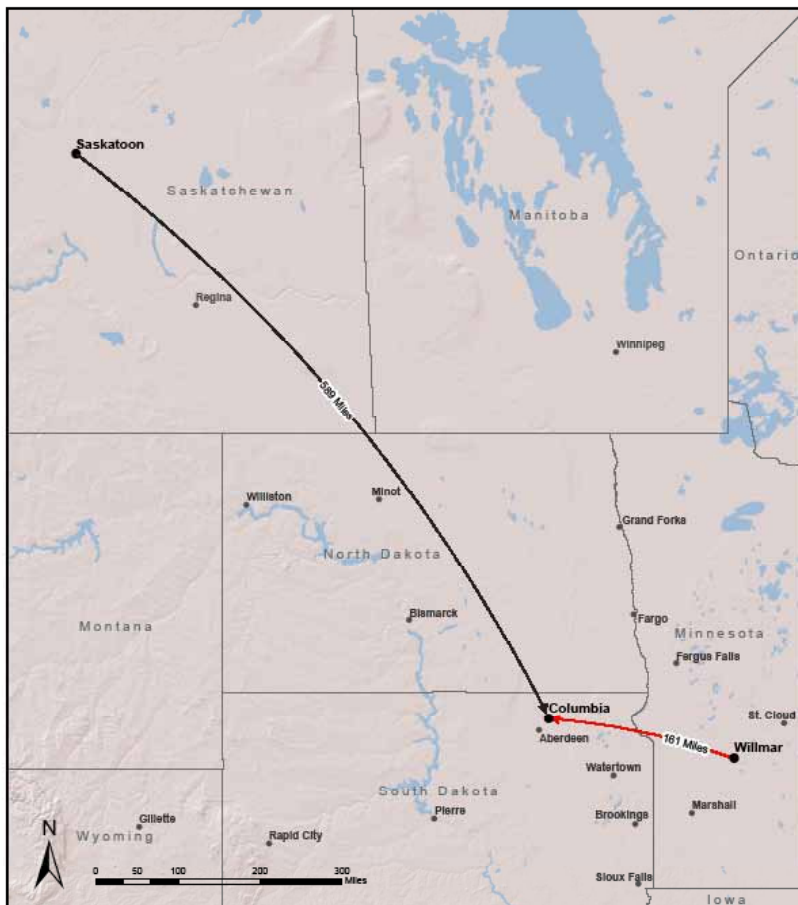 Saskatoon
Saskatchewan
Manitoba
Ontario
Regina
Winnipeg
589 Miles
Minot
Williston
Grand Forks
North Dakota
Bismarck
Fargo
Montana
Minnesota
Fergus Falls
Columbia
St. Cloud
Aberdeen
161 Miles
Willmar
Watertown
South Dakota
Marshall
Pierre
Brookings
Gillette
Wyoming
Rapid City
N
0 50 100 200 300
Miles
Sioux Falls
Iowa